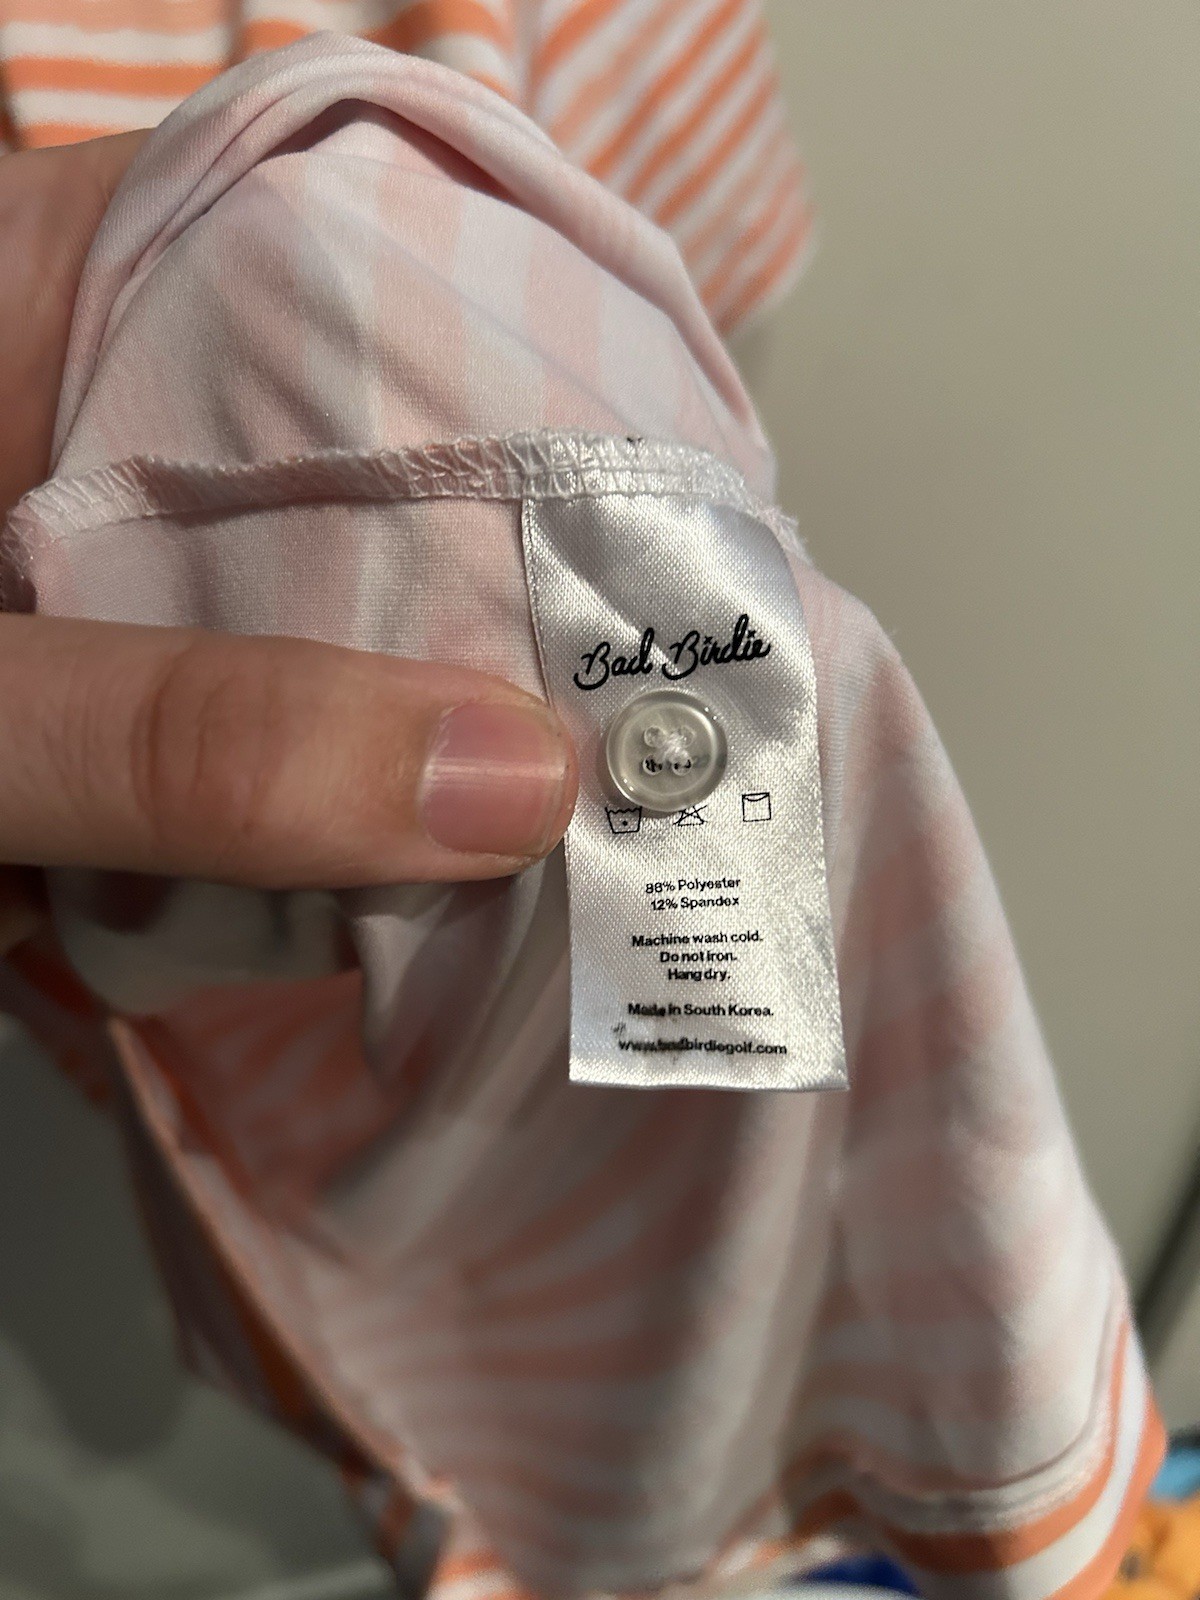 Bad Birdie
88% Polyester
12% Spandex
Machine wash cold.
Do not iron.
Hang dry.
Made in South Korea.
www.badbirdiegolf.com